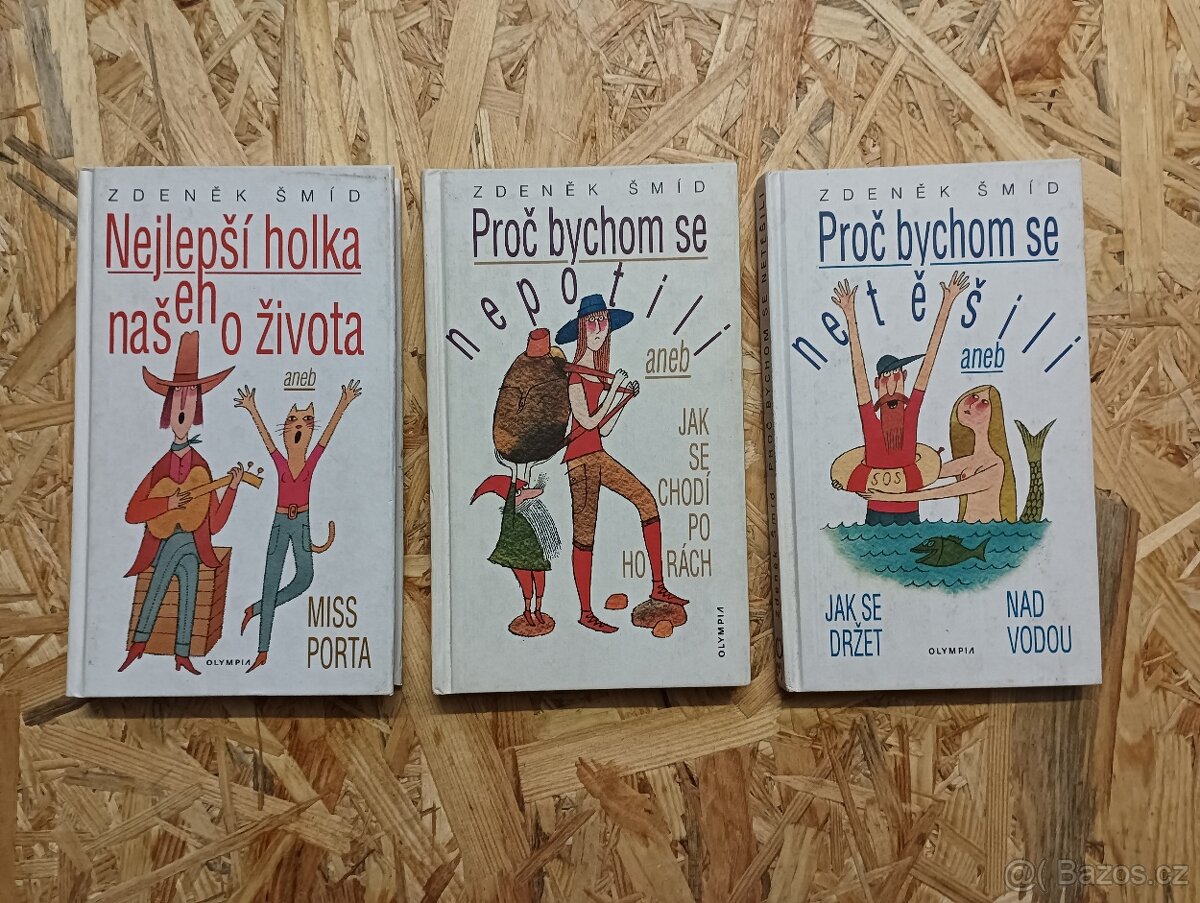 ZDENĚK ŠMÍD
Nejlepší holka
našeho života
aneb
MISS
PORTA
OLYMPIA
ZDENĚK ŠMÍD
Proč bychom se
nepotili
aneb
JAK
SE
CHODÍ
PO
HORÁCH
OLYMPIA
PROČ BYCHOM SE NETĚŠILI
ZDENĚK ŠMÍD
Proč bychom se
netěšili
aneb
SOS
JAK SE
DRŽET
NAD
VODOU
OLYMPIA
@( Bazos.cz